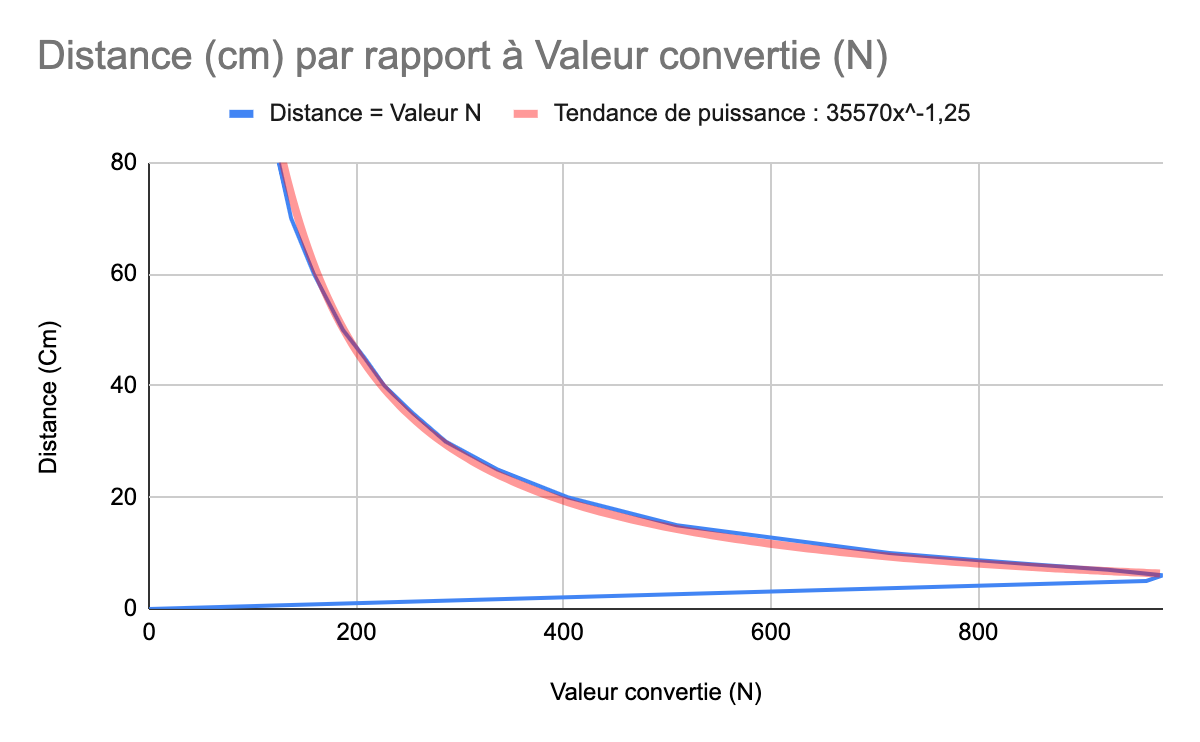 Distance (cm) par rapport à Valeur convertie (N)
Distance = Valeur N
Tendance de puissance : 35570x^-1,25
80
60
40
20
0
Distance (Cm)
0 200 400 600 800
Valeur convertie (N)